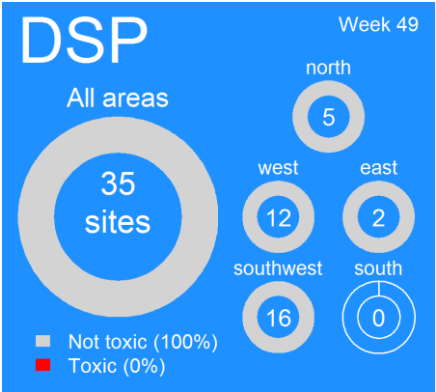 DSP
Week 49
All areas
35
sites
north
5
west
12
east
2
southwest
16
south
0
Not toxic (100%)
Toxic (0%)